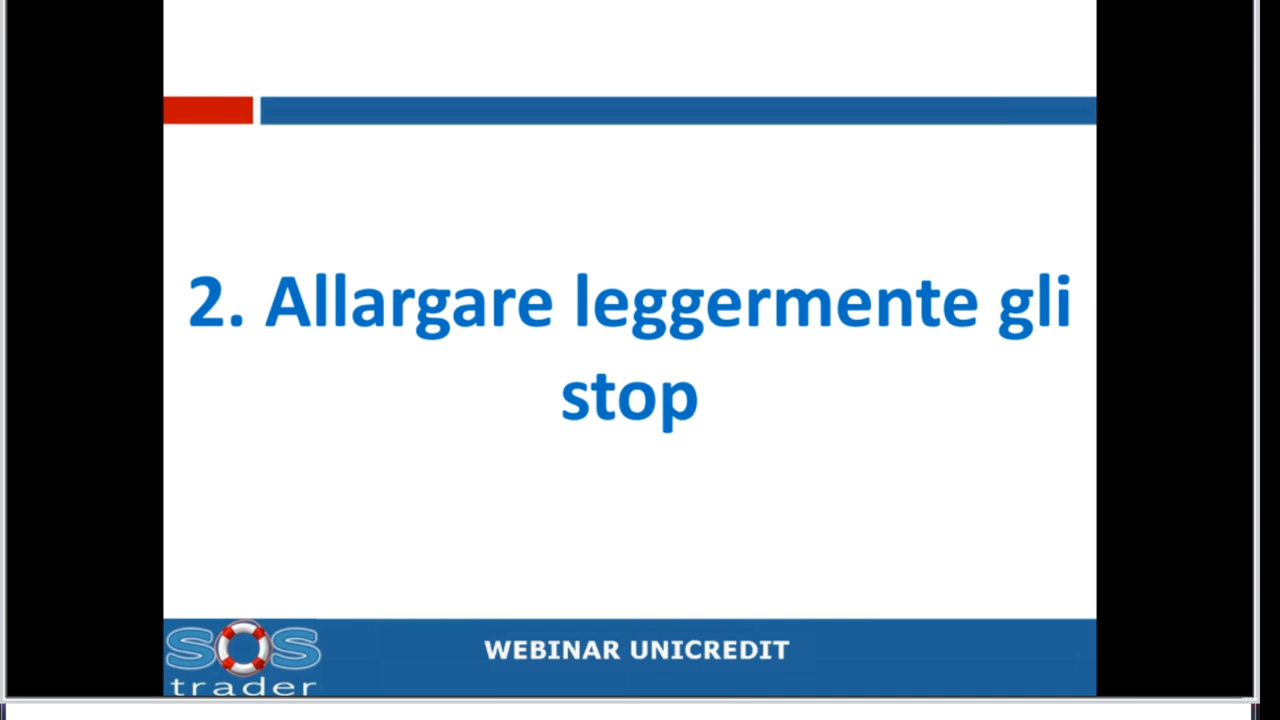 2. Allargare leggermente gli
stop
SOS
trader
WEBINAR UNICREDIT